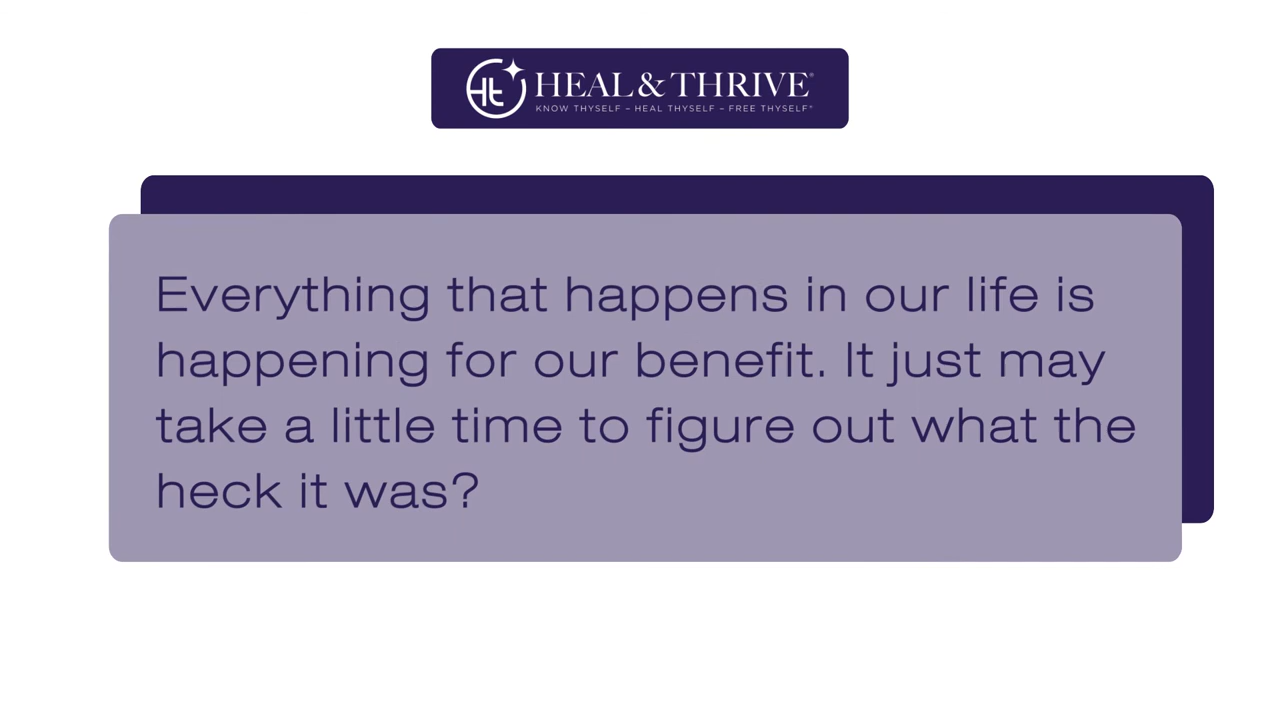 HEAL & THRIVE®
KNOW THYSELF – HEAL THYSELF – FREE THYSELF®
Everything that happens in our life is
happening for our benefit. It just may
take a little time to figure out what the
heck it was?